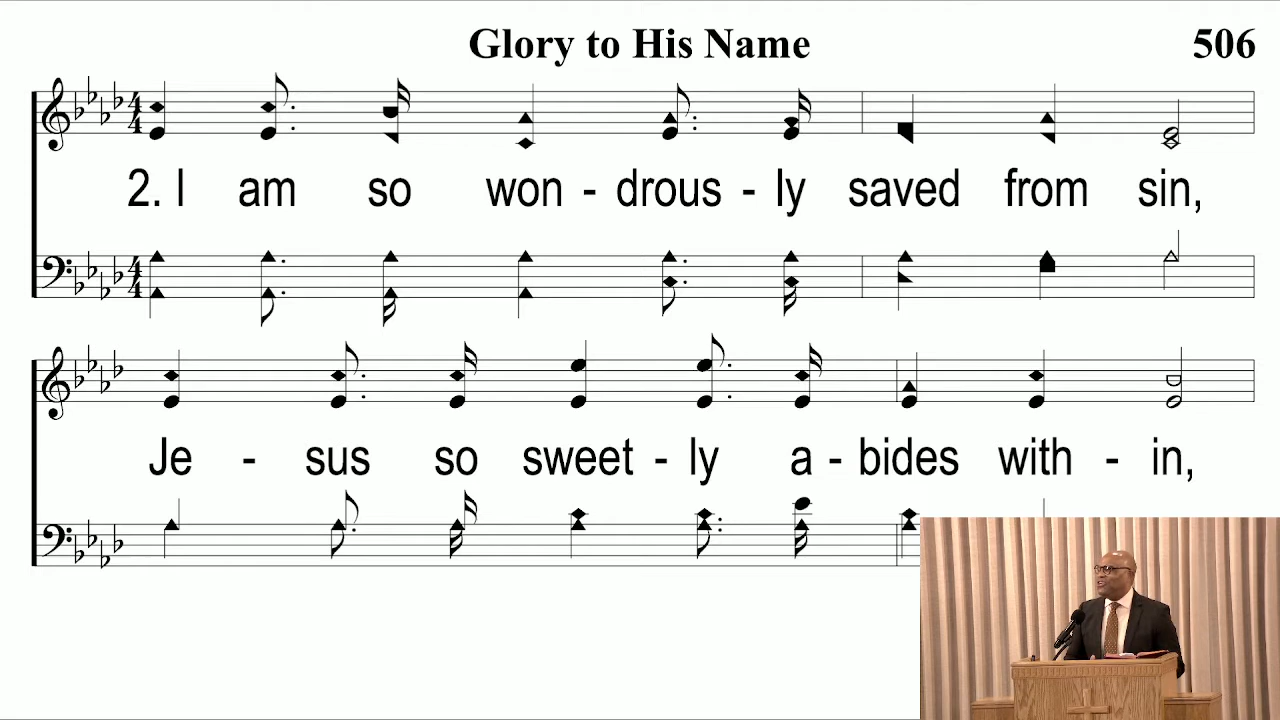 Glory to His Name
506
2. I am so won - drous - ly saved from sin,
Je - sus so sweet - ly a - bides with - in,